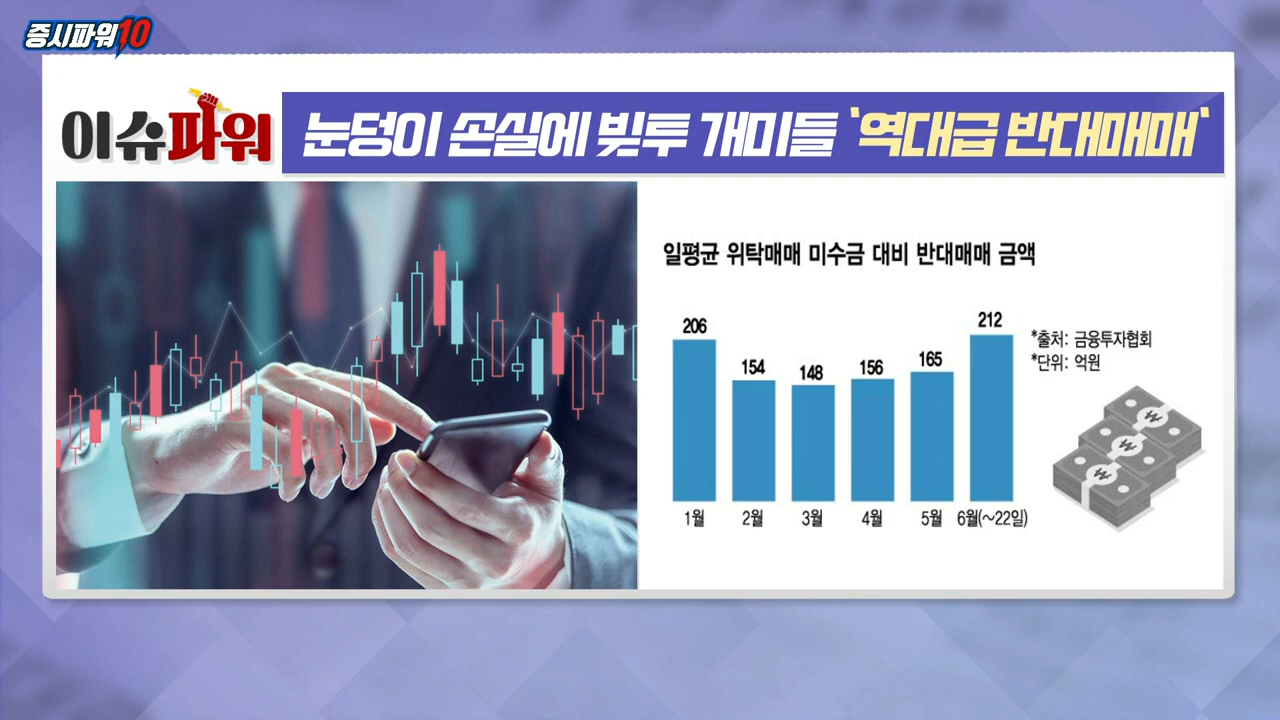 증시파워10
이슈파워
눈덩이 손실에 빚투 개미들 '역대급 반대매매'
일평균 위탁매매 미수금 대비 반대매매 금액
206
154
148
156
165
212
*출처: 금융투자협회
*단위: 억원
1월
2월
3월
4월
5월
6월(~22일)